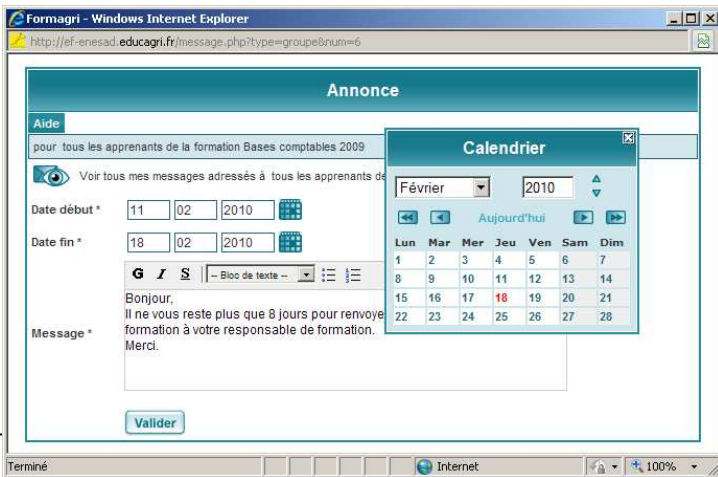 Formagri - Windows Internet Explorer
http://ef-enesad.educagri.fr/message.php?type=groupe&num=6
Annonce
Aide
pour tous les apprenants de la formation Bases comptables 2009
Voir tous mes messages adressés à tous les apprenants de
Date début * 11 02 2010
Date fin * 18 02 2010
G I S -- Bloc de texte --
Message *
Bonjour,
Il ne vous reste plus que 8 jours pour renvoye
formation à votre responsable de formation.
Merci.
Valider
Calendrier
Février 2010
Aujourd'hui
Lun Mar Mer Jeu Ven Sam Dim
1 2 3 4 5 6 7
8 9 10 11 12 13 14
15 16 17 18 19 20 21
22 23 24 25 26 27 28
Terminé Internet 100%